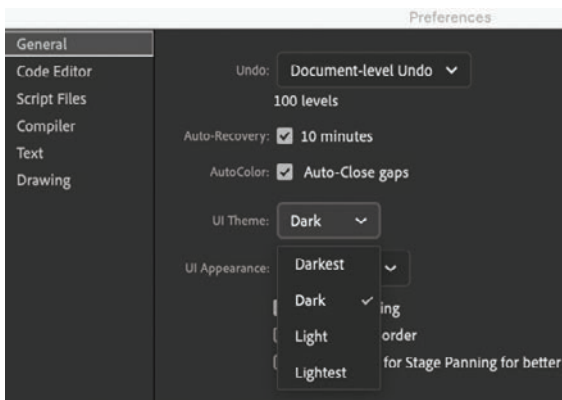 Preferences
General
Code Editor
Script Files
Compiler
Text
Drawing
Undo: Document-level Undo
100 levels
Auto-Recovery: 10 minutes
AutoColor: Auto-Close gaps
UI Theme: Dark
UI Appearance:
Darkest
Dark
ing
Light
order
for Stage Panning for better
Lightest